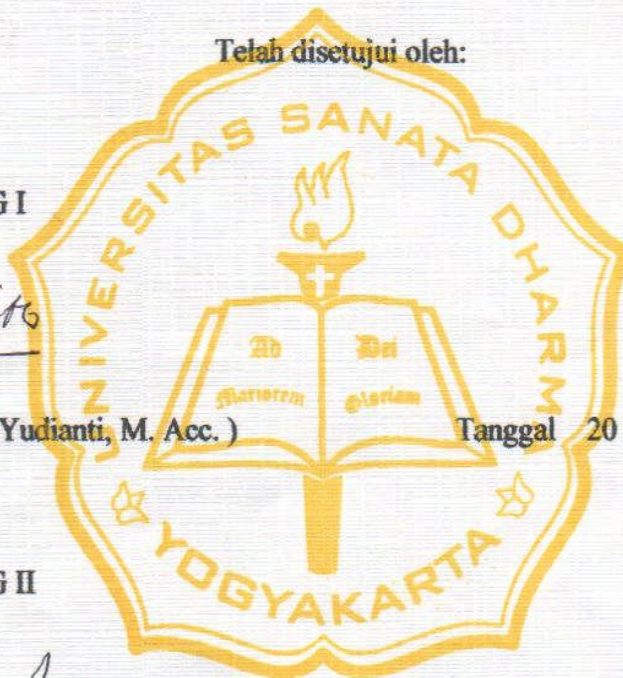 Telah disetujui oleh:
UNIVERSITAS SANATA DHARMA
G I
Ad Dei
Maiorem Gloriam
Yudianti, M. Acc. ) Tanggal 20
YOGYAKARTA
G II